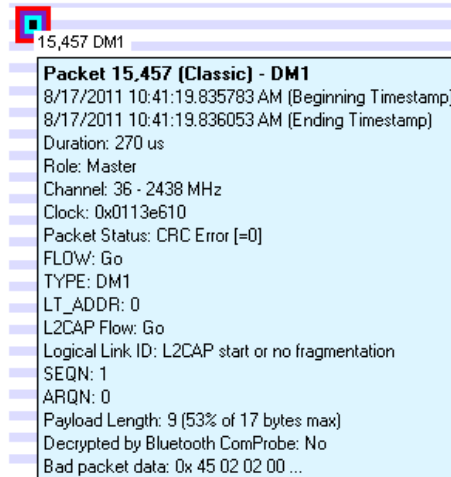 15,457 DM1
Packet 15,457 (Classic) - DM1
8/17/2011 10:41:19.835783 AM (Beginning Timestamp)
8/17/2011 10:41:19.836053 AM (Ending Timestamp)
Duration: 270 us
Role: Master
Channel: 36 - 2438 MHz
Clock: 0x0113e610
Packet Status: CRC Error [=0]
FLOW: Go
TYPE: DM1
LT_ADDR: 0
L2CAP Flow: Go
Logical Link ID: L2CAP start or no fragmentation
SEQN: 1
ARQN: 0
Payload Length: 9 (53% of 17 bytes max)
Decrypted by Bluetooth ComProbe: No
Bad packet data: 0x 45 02 02 00 ...